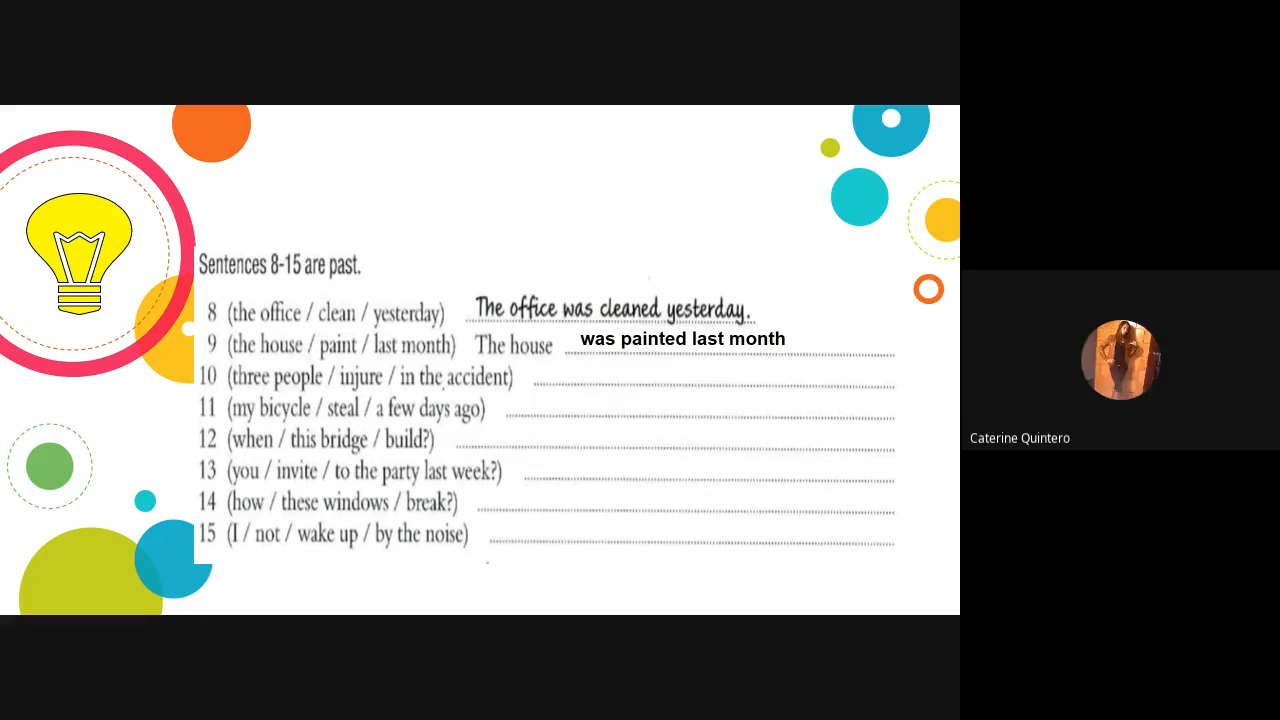 Sentences 8-15 are past.
8 (the office / clean / yesterday) The office was cleaned yesterday.
9 (the house / paint / last month) The house was painted last month
10 (three people / injure / in the accident)
11 (my bicycle / steal / a few days ago)
12 (when / this bridge / build?)
13 (you / invite / to the party last week?)
14 (how / these windows / break?)
15 (I / not / wake up / by the noise)
Caterine Quintero